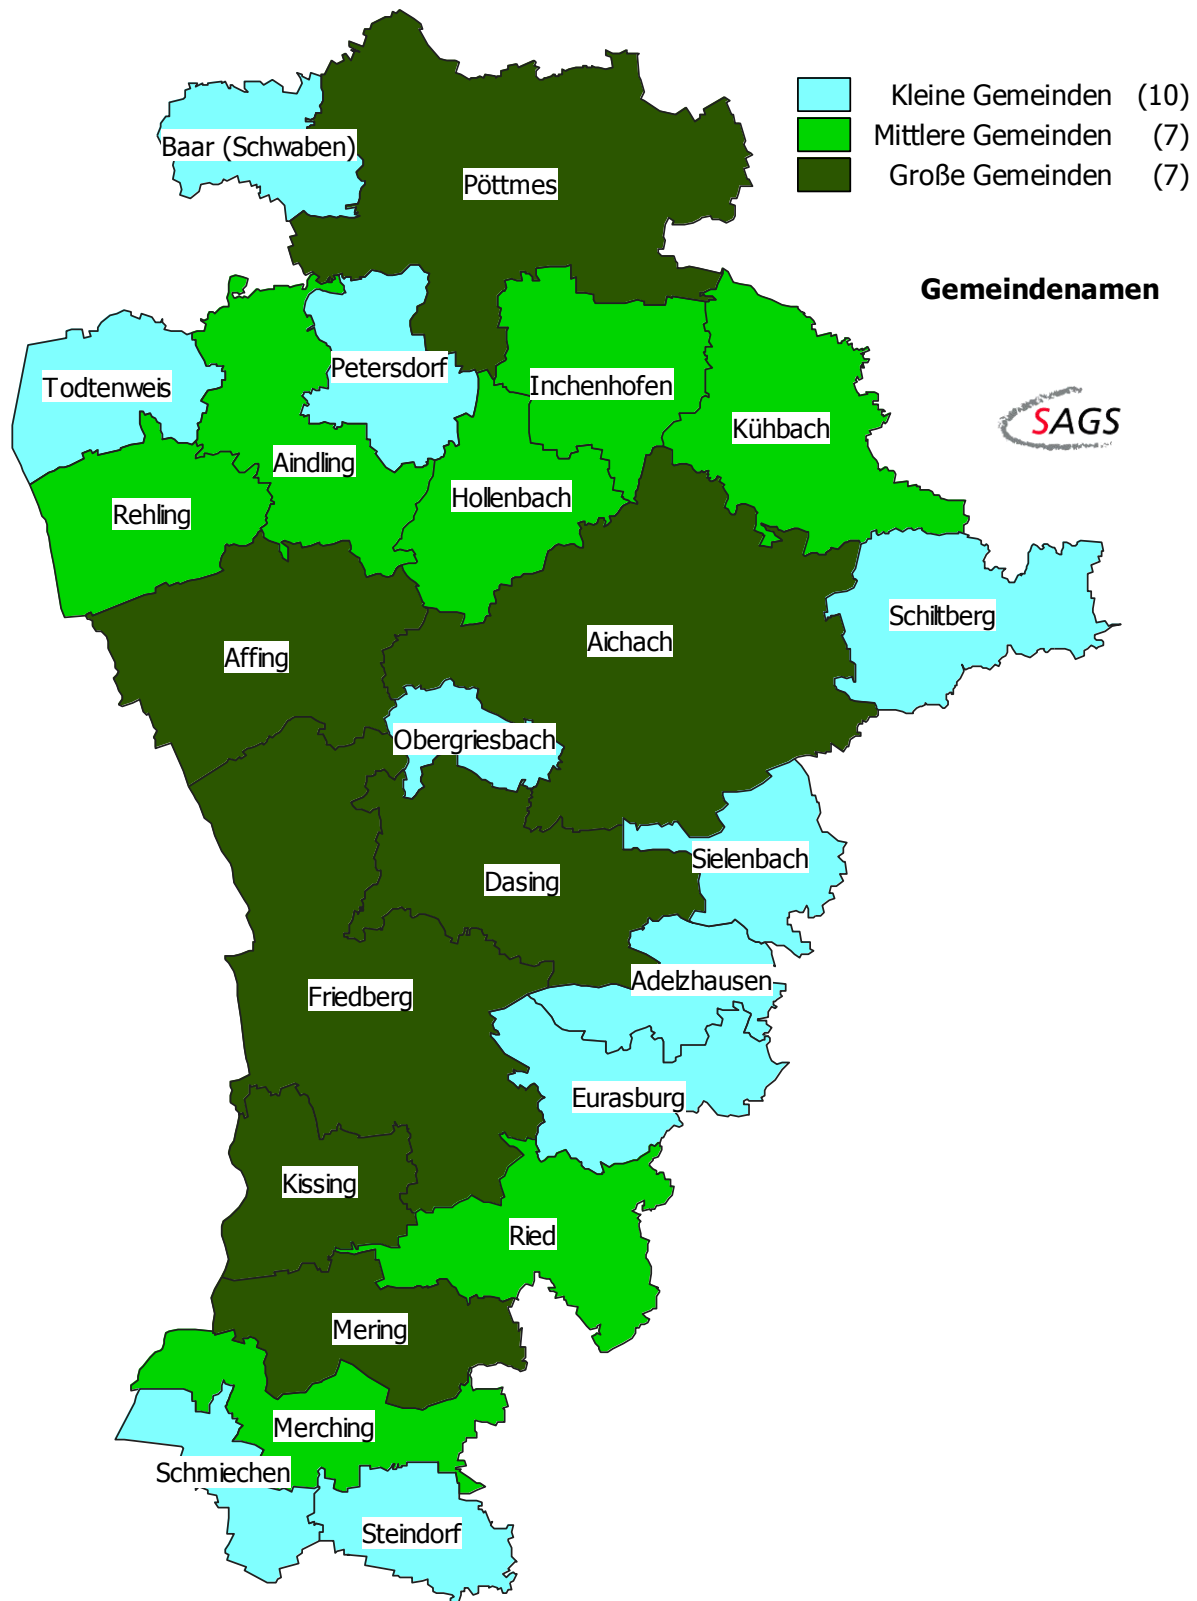 Kleine Gemeinden (10)
Mittlere Gemeinden (7)
Große Gemeinden (7)
Baar (Schwaben)
Pöttmes
Gemeindenamen
Petersdorf
Todtenweis
Inchenhofen
SAGS
Kühbach
Aindling
Hollenbach
Rehling
Schiltberg
Aichach
Affing
Obergriesbach
Sielenbach
Dasing
Adelzhausen
Friedberg
Eurasburg
Kissing
Ried
Mering
Merching
Schmiechen
Steindorf